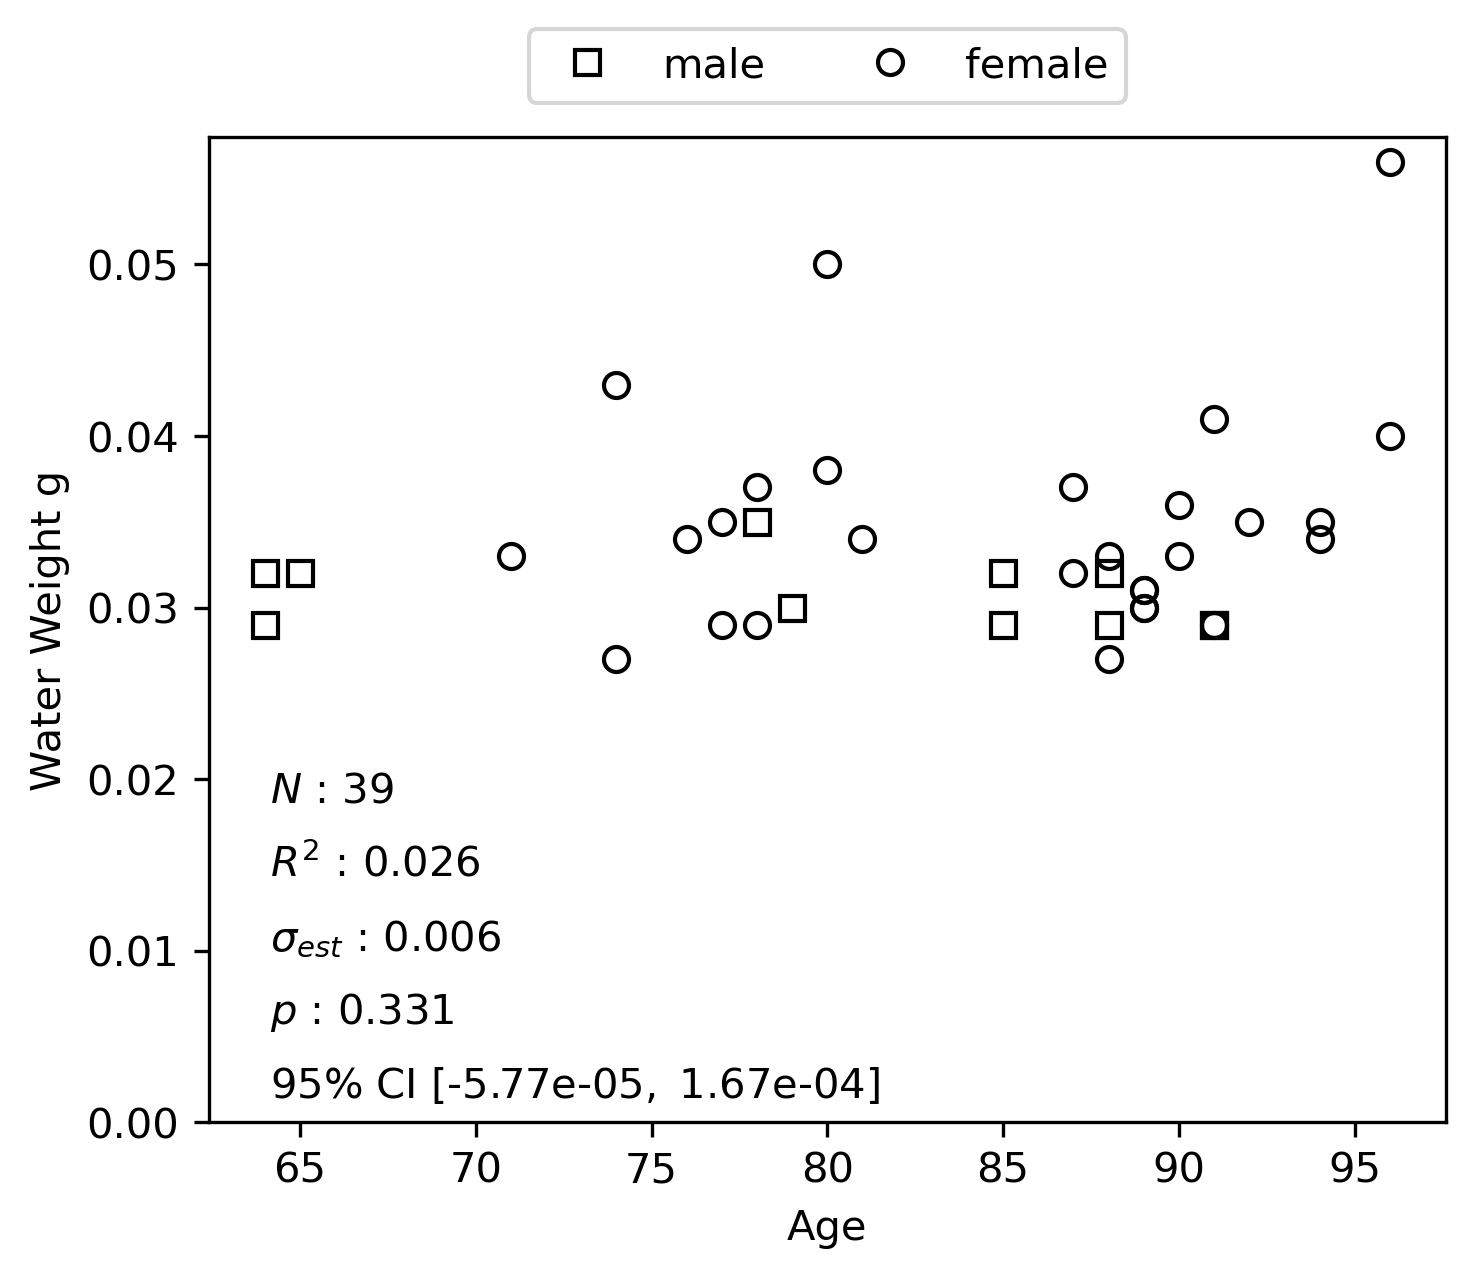 male female
0.05
0.04
0.03
0.02
0.01
0.00
Water Weight g
N : 39
R² : 0.026
σest : 0.006
p : 0.331
95% CI [-5.77e-05, 1.67e-04]
65 70 75 80 85 90 95
Age